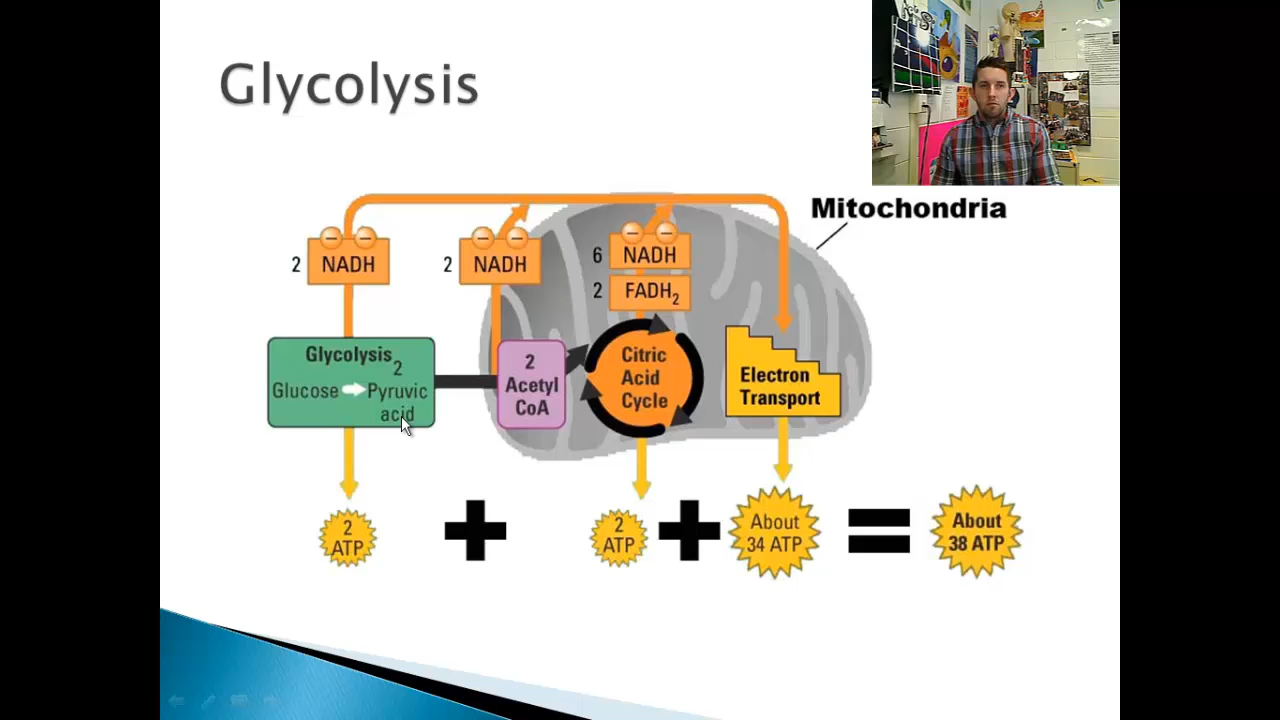 Glycolysis
Mitochondria
2 NADH
2 NADH
6 NADH
2 FADH2
Glycolysis
Glucose 2 Pyruvic
acid
2
Acetyl
CoA
Citric
Acid
Cycle
Electron
Transport
2
ATP
+
2
ATP
+
About
34 ATP
=
About
38 ATP